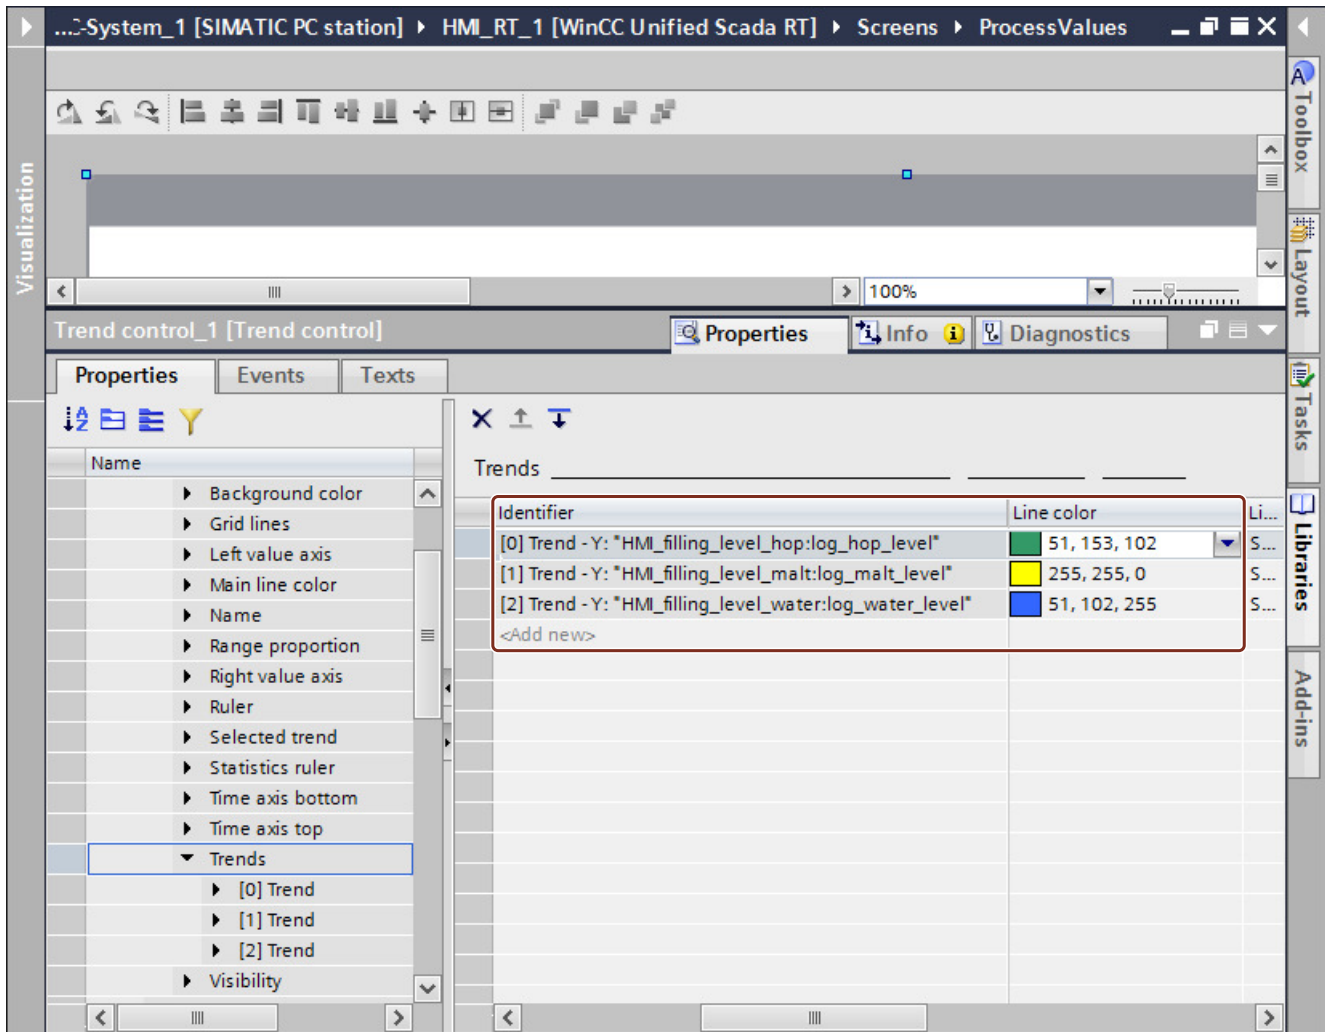 ...C-System_1 [SIMATIC PC station] HMI_RT_1 [WinCC Unified Scada RT] Screens ProcessValues
Visualization
100%
Trend control_1 [Trend control]
Properties
Info
Diagnostics
Properties
Events
Texts
Name
Background color
Grid lines
Left value axis
Main line color
Name
Range proportion
Right value axis
Ruler
Selected trend
Statistics ruler
Time axis bottom
Time axis top
Trends
[0] Trend
[1] Trend
[2] Trend
Visibility
Trends
Identifier Line color Li...
[0] Trend - Y: "HMI_filling_level_hop:log_hop_level" 51, 153, 102 S...
[1] Trend - Y: "HMI_filling_level_malt:log_malt_level" 255, 255, 0 S...
[2] Trend - Y: "HMI_filling_level_water:log_water_level" 51, 102, 255 S...
<Add new>
Toolbox
Layout
Tasks
Libraries
Add-ins